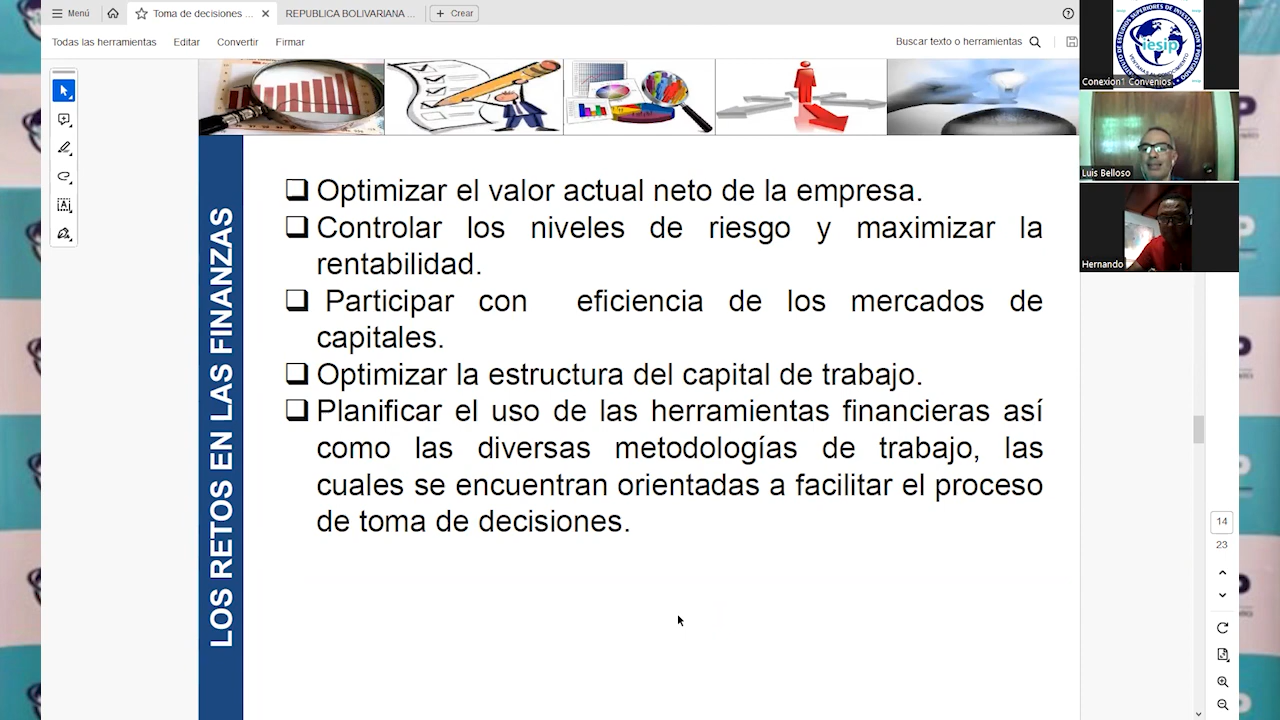 Menú
Toma de decisiones ...
REPUBLICA BOLIVARIANA ...
Crear
Todas las herramientas
Editar
Convertir
Firmar
Buscar texto o herramientas
iesip
Conexion1 Convenios
Luis Belloso
Hernando
LOS RETOS EN LAS FINANZAS
Optimizar el valor actual neto de la empresa.
Controlar los niveles de riesgo y maximizar la
rentabilidad.
Participar con eficiencia de los mercados de
capitales.
Optimizar la estructura del capital de trabajo.
Planificar el uso de las herramientas financieras así
como las diversas metodologías de trabajo, las
cuales se encuentran orientadas a facilitar el proceso
de toma de decisiones.
14
23